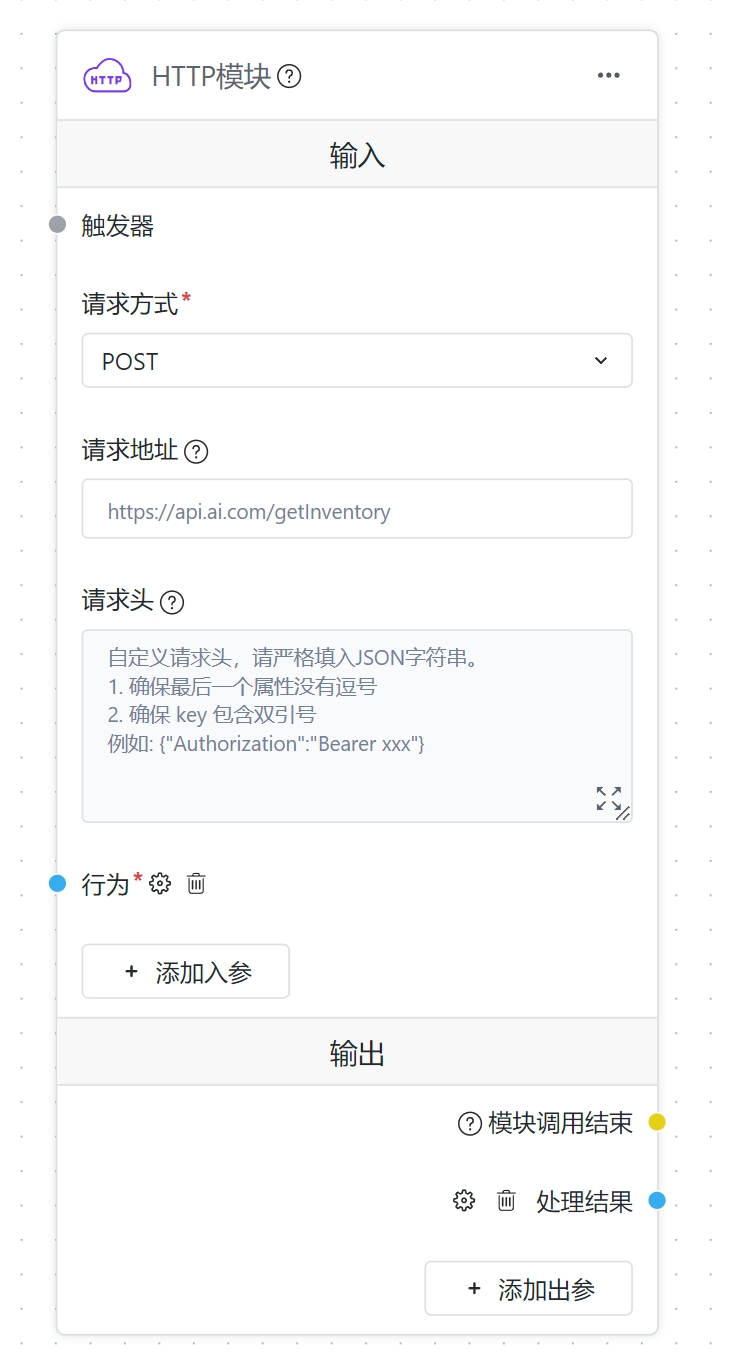 HTTP
HTTP模块
输入
触发器
请求方式*
POST
请求地址
https://api.ai.com/getInventory
请求头
自定义请求头，请严格填入JSON字符串。
1. 确保最后一个属性没有逗号
2. 确保 key 包含双引号
例如: {"Authorization":"Bearer xxx"}
行为*
+ 添加入参
输出
模块调用结束
处理结果
+ 添加出参